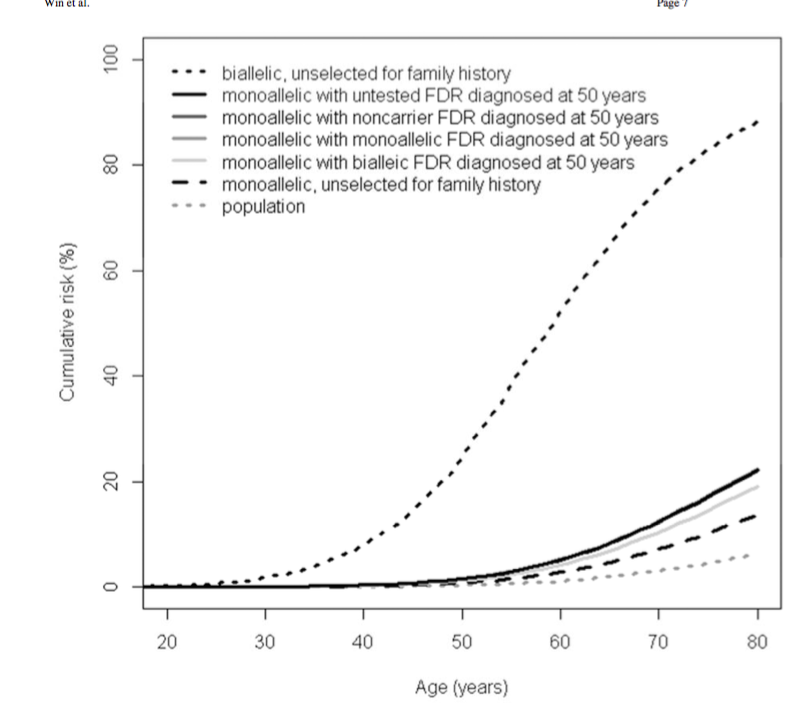 Win et al.
Page 7
biallelic, unselected for family history
monoallelic with untested FDR diagnosed at 50 years
monoallelic with noncarrier FDR diagnosed at 50 years
monoallelic with monoallelic FDR diagnosed at 50 years
monoallelic with bialleic FDR diagnosed at 50 years
monoallelic, unselected for family history
population
Cumulative risk (%)
100
80
60
40
20
0
20 30 40 50 60 70 80
Age (years)